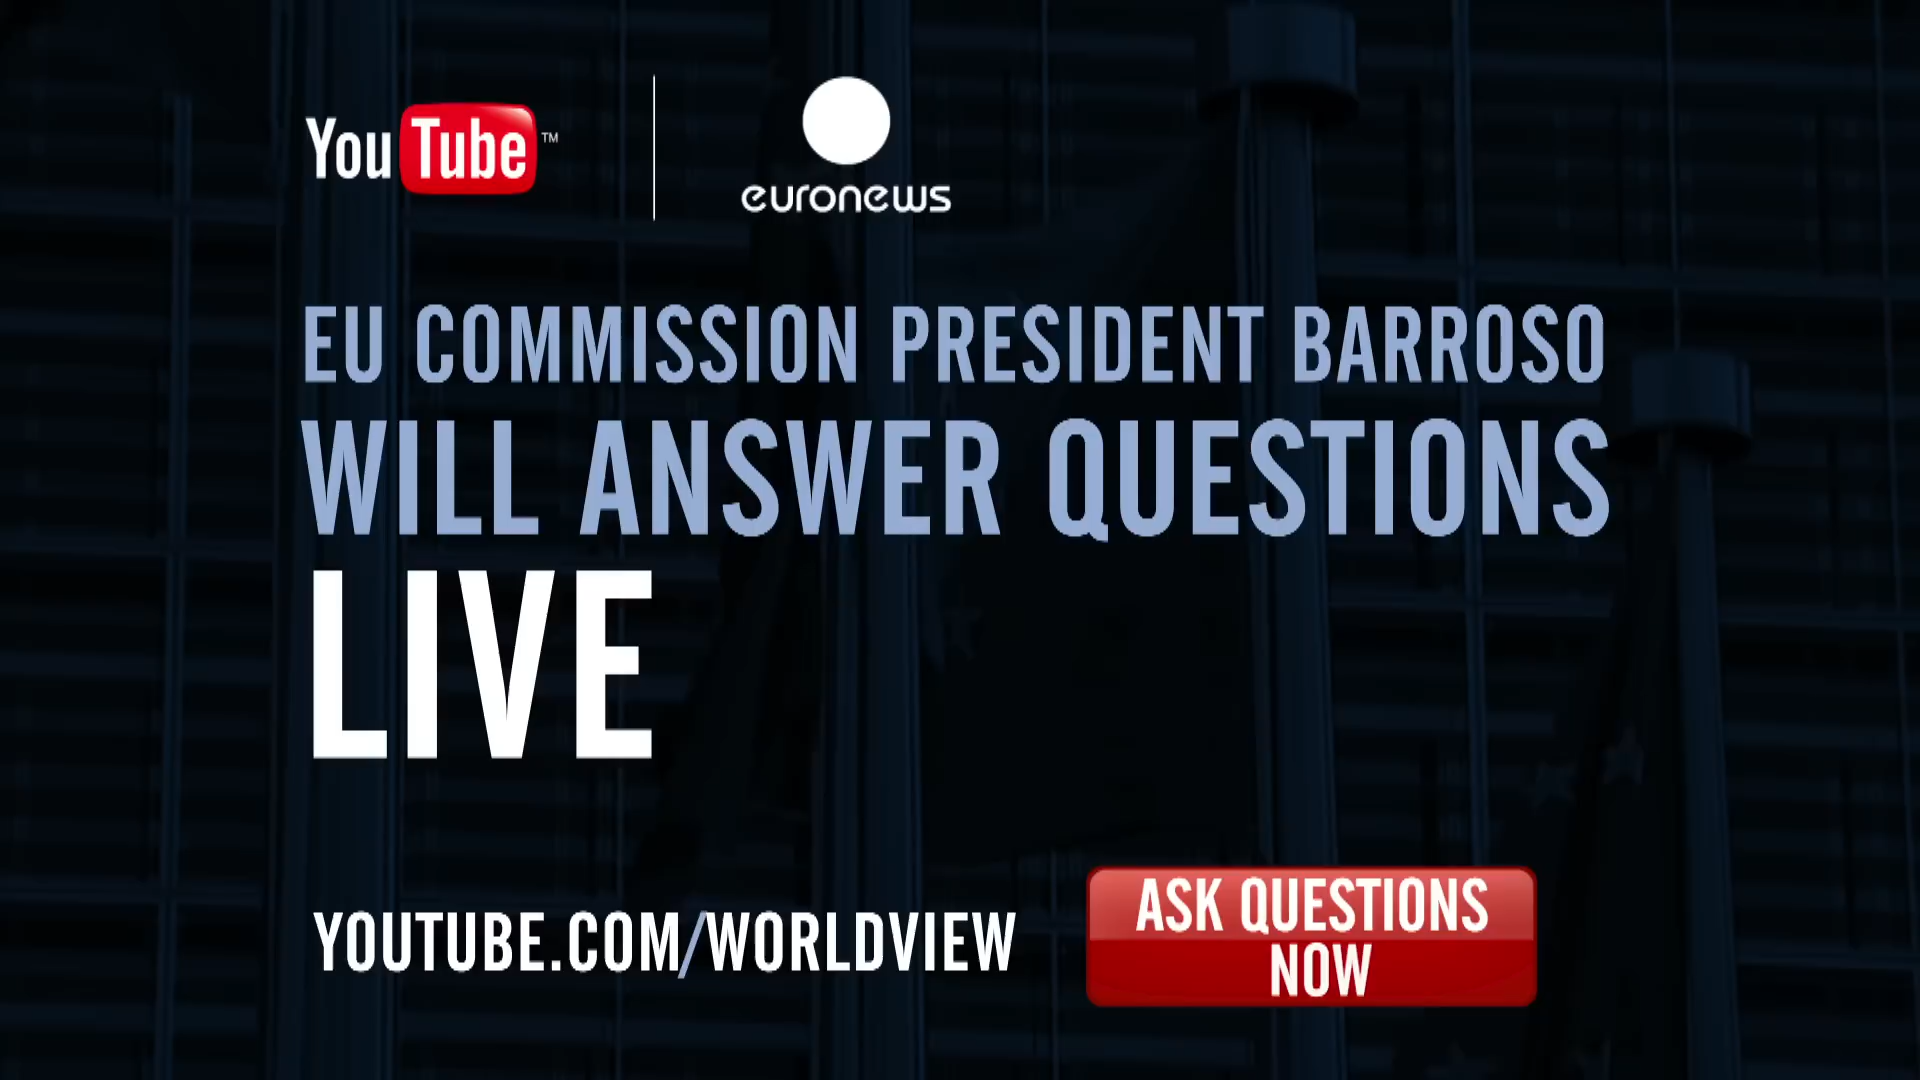 YouTube™
euronews
EU COMMISSION PRESIDENT BARROSO
WILL ANSWER QUESTIONS
LIVE
YOUTUBE.COM/WORLDVIEW
ASK QUESTIONS
NOW